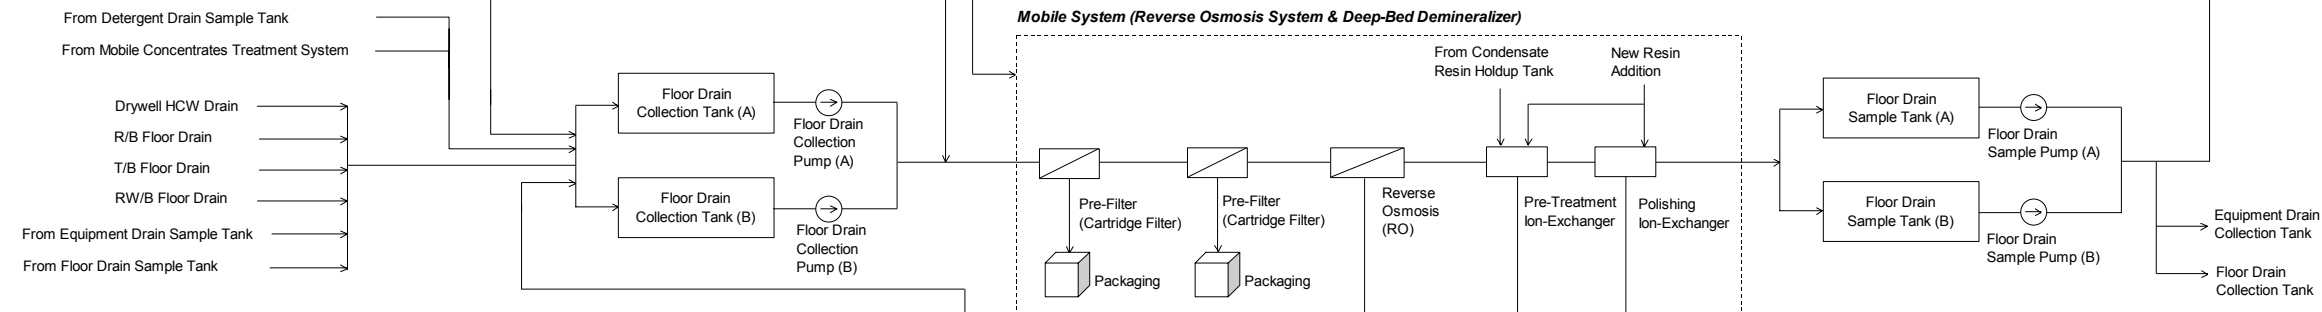 From Detergent Drain Sample Tank
From Mobile Concentrates Treatment System
Drywell HCW Drain
R/B Floor Drain
T/B Floor Drain
RW/B Floor Drain
From Equipment Drain Sample Tank
From Floor Drain Sample Tank
Floor Drain
Collection Tank (A)
Floor Drain
Collection
Pump (A)
Floor Drain
Collection Tank (B)
Floor Drain
Collection
Pump (B)
Mobile System (Reverse Osmosis System & Deep-Bed Demineralizer)
From Condensate
Resin Holdup Tank
New Resin
Addition
Pre-Filter
(Cartridge Filter)
Packaging
Pre-Filter
(Cartridge Filter)
Packaging
Reverse
Osmosis
(RO)
Pre-Treatment
Ion-Exchanger
Polishing
Ion-Exchanger
Floor Drain
Sample Tank (A)
Floor Drain
Sample Pump (A)
Floor Drain
Sample Tank (B)
Floor Drain
Sample Pump (B)
Equipment Drain
Collection Tank
Floor Drain
Collection Tank